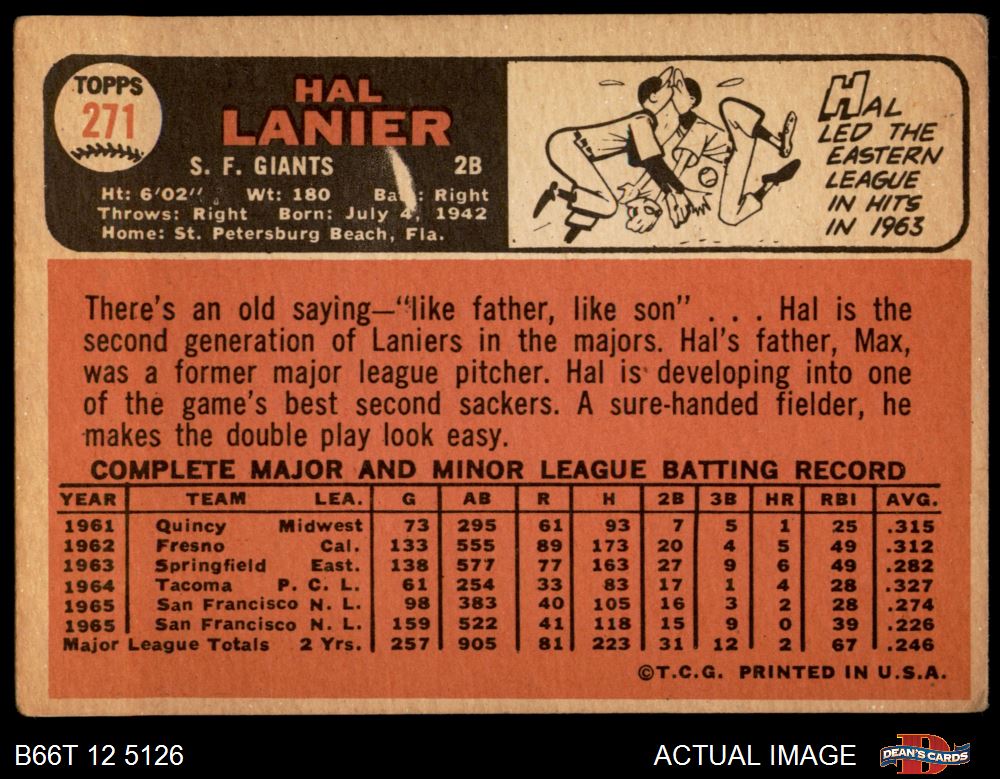 TOPPS
271
HAL
LANIER
S. F. GIANTS 2B
Ht: 6'02" Wt: 180 Right
Throws: Right Born: July 4, 1942
Home: St. Petersburg Beach, Fla.
HAL
LED THE
EASTERN
LEAGUE
IN HITS
IN 1963
There's an old saying—"like father, like son" . . . Hal is the
second generation of Laniers in the majors. Hal's father, Max,
was a former major league pitcher. Hal is developing into one
of the game's best second sackers. A sure-handed fielder, he
makes the double play look easy.
COMPLETE MAJOR AND MINOR LEAGUE BATTING RECORD
YEAR TEAM LEA. G AB R H 2B 3B HR RBI AVG.
1961 Quincy Midwest 73 295 61 93 7 5 1 25 .315
1962 Fresno Cal. 133 555 89 173 20 4 5 49 .312
1963 Springfield East. 138 577 77 163 27 9 6 49 .282
1964 Tacoma P. C. L. 61 254 33 83 17 1 4 28 .327
1965 San Francisco N. L. 98 383 40 105 16 3 2 28 .274
1965 San Francisco N. L. 159 522 41 118 15 9 0 39 .226
Major League Totals 2 Yrs. 257 905 81 223 31 12 2 67 .246
©T.C.G. PRINTED IN U.S.A.
B66T 12 5126
ACTUAL IMAGE
DEAN'S CARDS